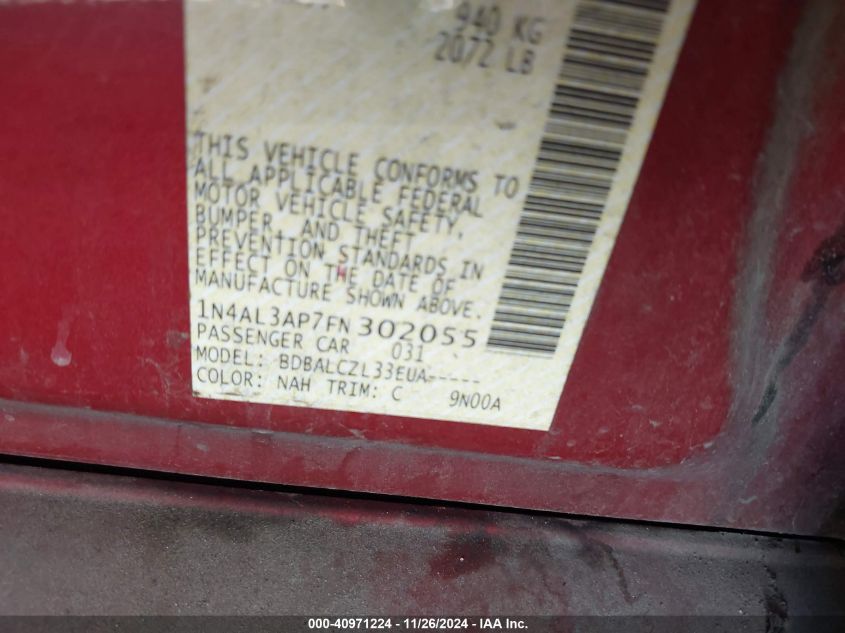 940 KG
2072 LB
THIS VEHICLE CONFORMS TO
ALL APPLICABLE FEDERAL
MOTOR VEHICLE SAFETY,
BUMPER, AND THEFT
PREVENTION STANDARDS IN
EFFECT ON THE DATE OF
MANUFACTURE SHOWN ABOVE.
1N4AL3AP7FN302055
PASSENGER CAR 031
MODEL: BDBALCZL33EUA-----
COLOR: NAH TRIM: C 9N00A
000-40971224 - 11/26/2024 - IAA Inc.